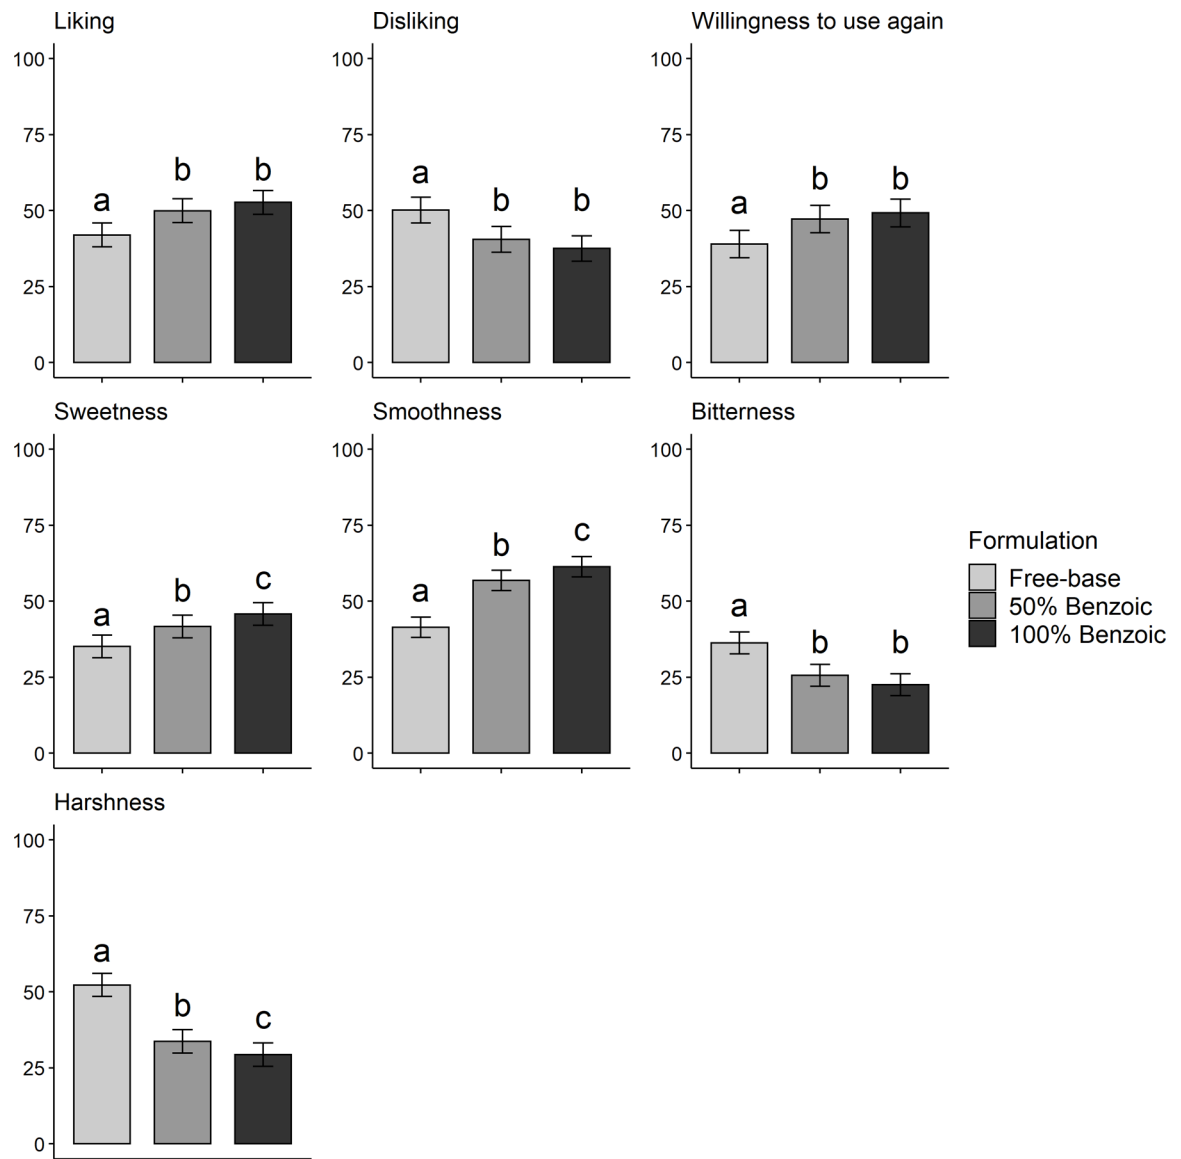 Liking
100
75
50
25
0
a
b
b
Disliking
100
75
50
25
0
a
b
b
Willingness to use again
100
75
50
25
0
a
b
b
Sweetness
100
75
50
25
0
a
b
c
Smoothness
100
75
50
25
0
a
b
c
Bitterness
100
75
50
25
0
a
b
b
Formulation
Free-base
50% Benzoic
100% Benzoic
Harshness
100
75
50
25
0
a
b
c